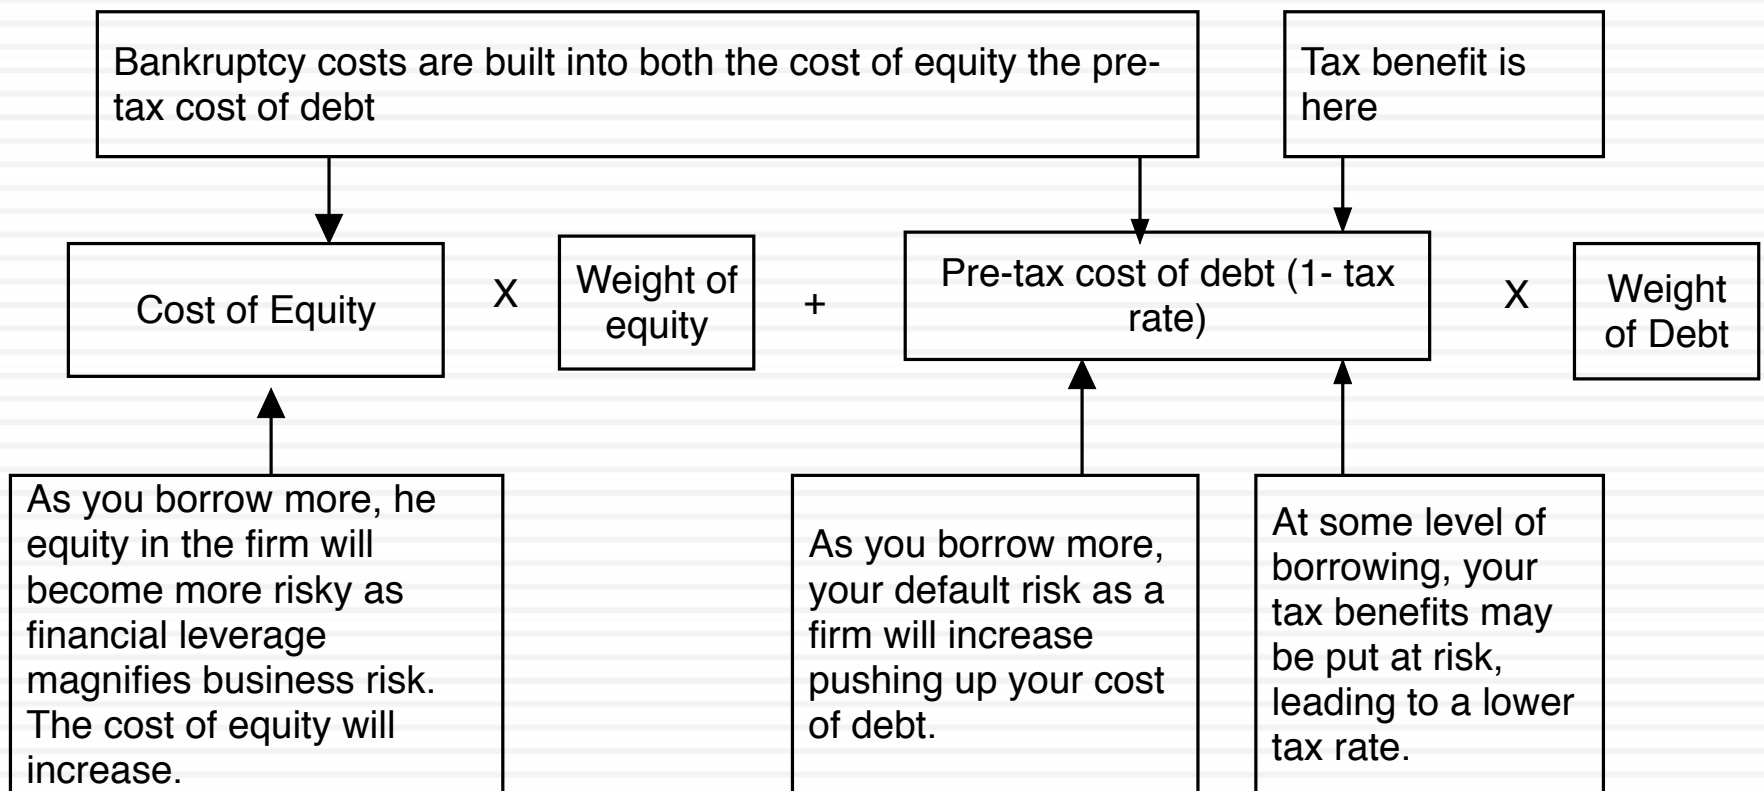 Bankruptcy costs are built into both the cost of equity the pre-
tax cost of debt
Tax benefit is
here
Cost of Equity
X
Weight of
equity
+
Pre-tax cost of debt (1- tax
rate)
X
Weight
of Debt
As you borrow more, he
equity in the firm will
become more risky as
financial leverage
magnifies business risk.
The cost of equity will
increase.
As you borrow more,
your default risk as a
firm will increase
pushing up your cost
of debt.
At some level of
borrowing, your
tax benefits may
be put at risk,
leading to a lower
tax rate.